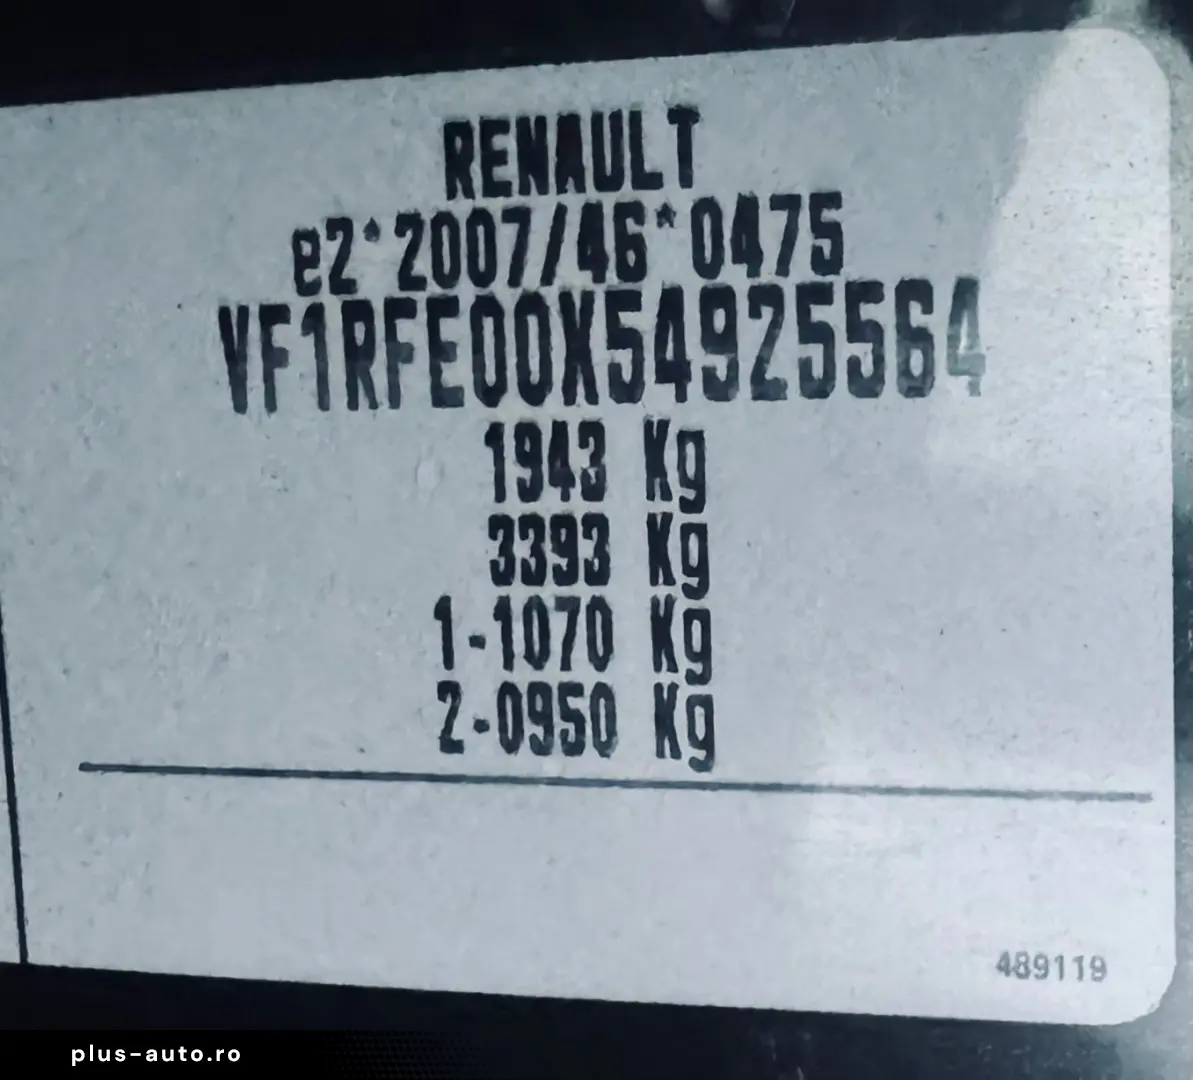 RENAULT
e2*2007/46*0475
VF1RFE00X54925564
1943 Kg
3393 Kg
1-1070 Kg
2-0950 Kg
489119
plus-auto.ro